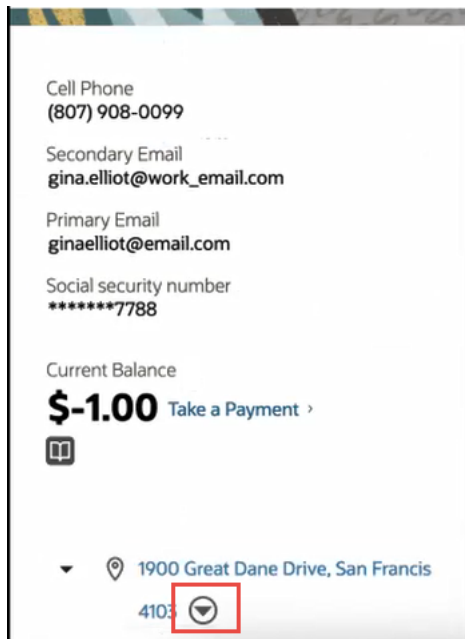 Cell Phone
(807) 908-0099
Secondary Email
gina.elliot@work_email.com
Primary Email
ginaelliot@email.com
Social security number
*******7788
Current Balance
$-1.00 Take a Payment ›
1900 Great Dane Drive, San Francis
4103